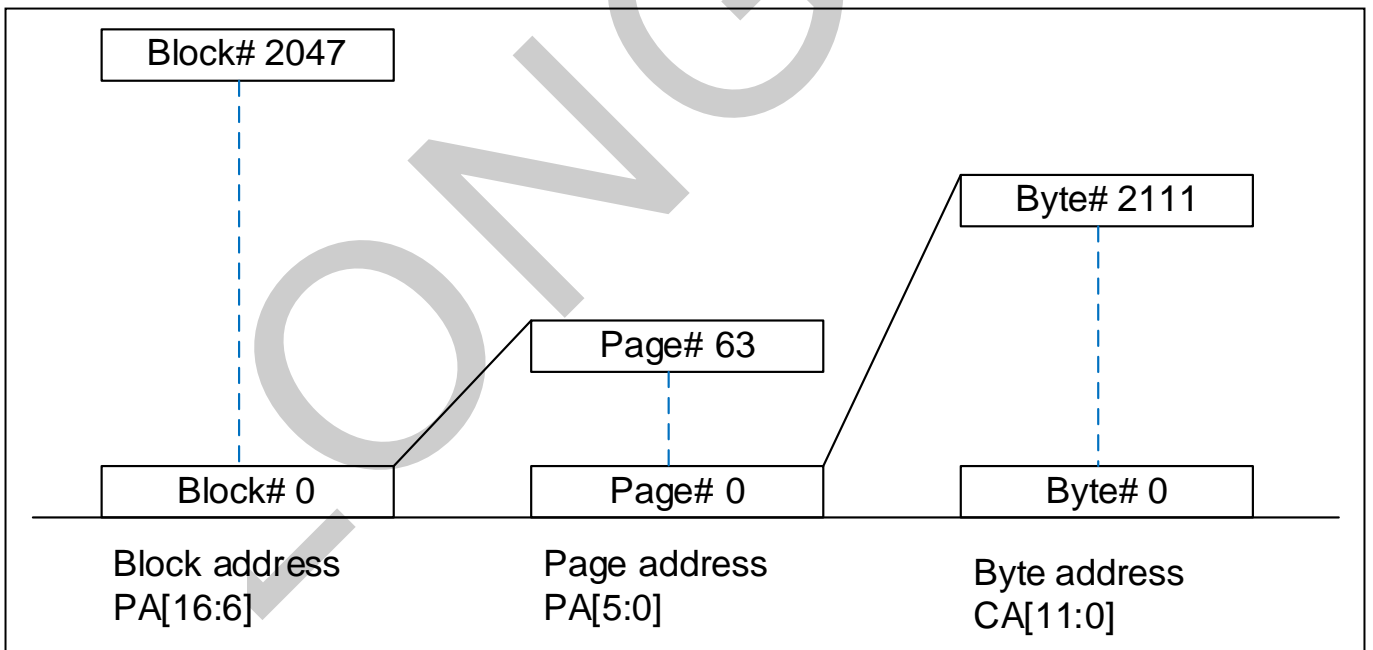 Block# 2047
Byte# 2111
Page# 63
Block# 0
Page# 0
Byte# 0
Block address
PA[16:6]
Page address
PA[5:0]
Byte address
CA[11:0]